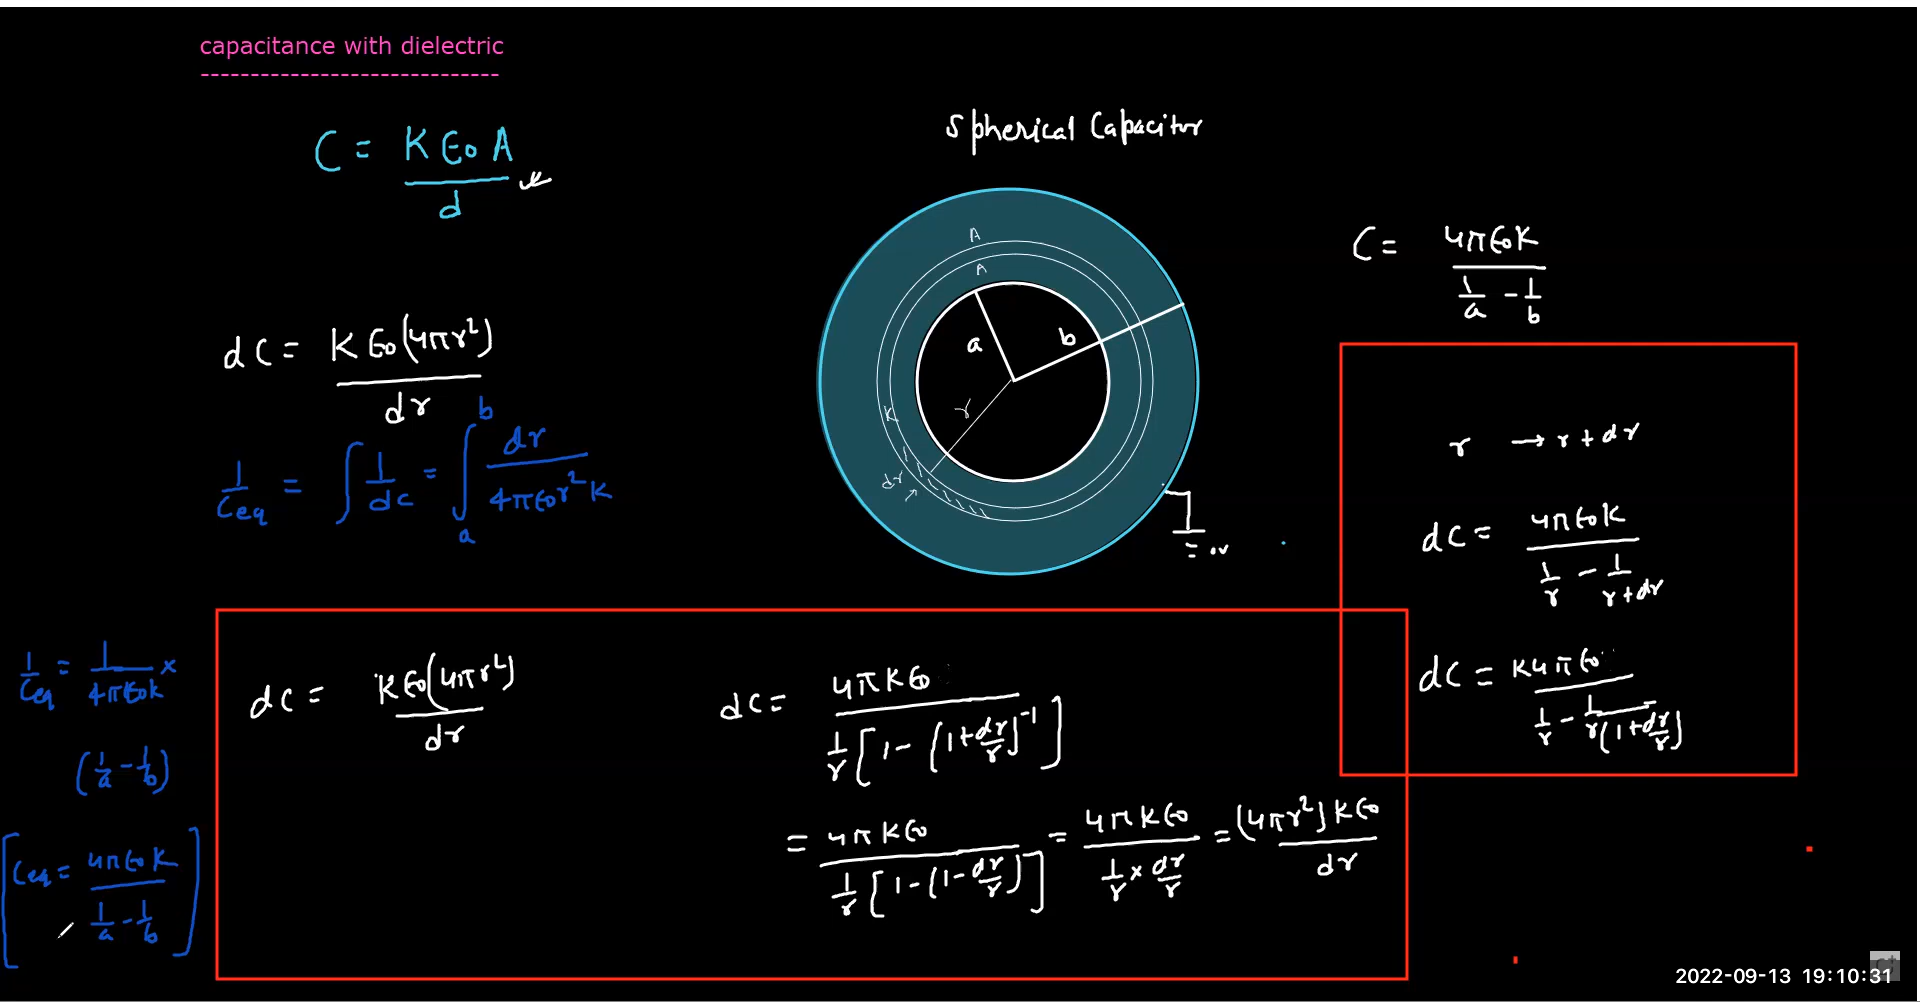 capacitance with dielectric
------------------------------
C = K ϵ0 A / d
Spherical Capacitor
A
A
a
b
r
K
dr
= 0V
C = 4πϵ0K / (1/a - 1/b)
dC = K ϵ0 (4πr²) / dr
1/Ceq = ∫ 1/dC = ∫ₐᵇ dr / 4πϵ0r²K
r → r + dr
dC = 4πϵ0K / (1/r - 1/(r+dr))
dC = K4πϵ0 / (1/r - 1/r(1+dr/r))
1/Ceq = 1/4πϵ0K ×
(1/a - 1/b)
[Ceq = 4πϵ0K / (1/a - 1/b)]
dC = Kϵ0(4πr²) / dr
dC = 4πKϵ0 / 1/r[1 - (1+dr/r)⁻¹]
= 4πKϵ0 / 1/r[1-(1-dr/r)] = 4πKϵ0 / (1/r × dr/r) = (4πr²)Kϵ0 / dr
2022-09-13 19:10:31